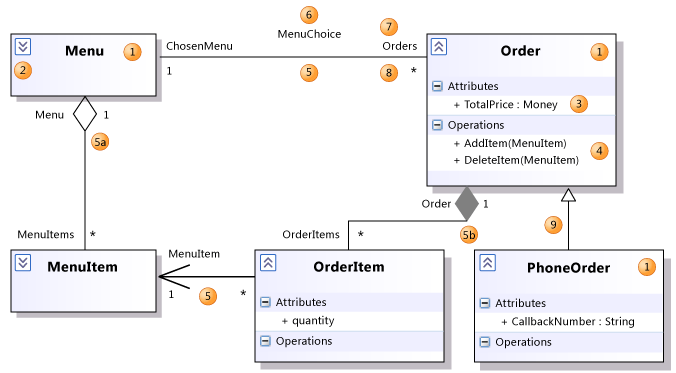 6
7
MenuChoice
Menu 1
ChosenMenu
Orders
Order 1
2
1
5
8
*
Attributes
+ TotalPrice : Money 3
Operations
+ AddItem(MenuItem)
4
+ DeleteItem(MenuItem)
Menu
1
5a
Order
1
9
MenuItems
*
OrderItems
*
5b
MenuItem
MenuItem
1
5
*
OrderItem
Attributes
+ quantity
Operations
PhoneOrder 1
Attributes
+ CallbackNumber : String
Operations